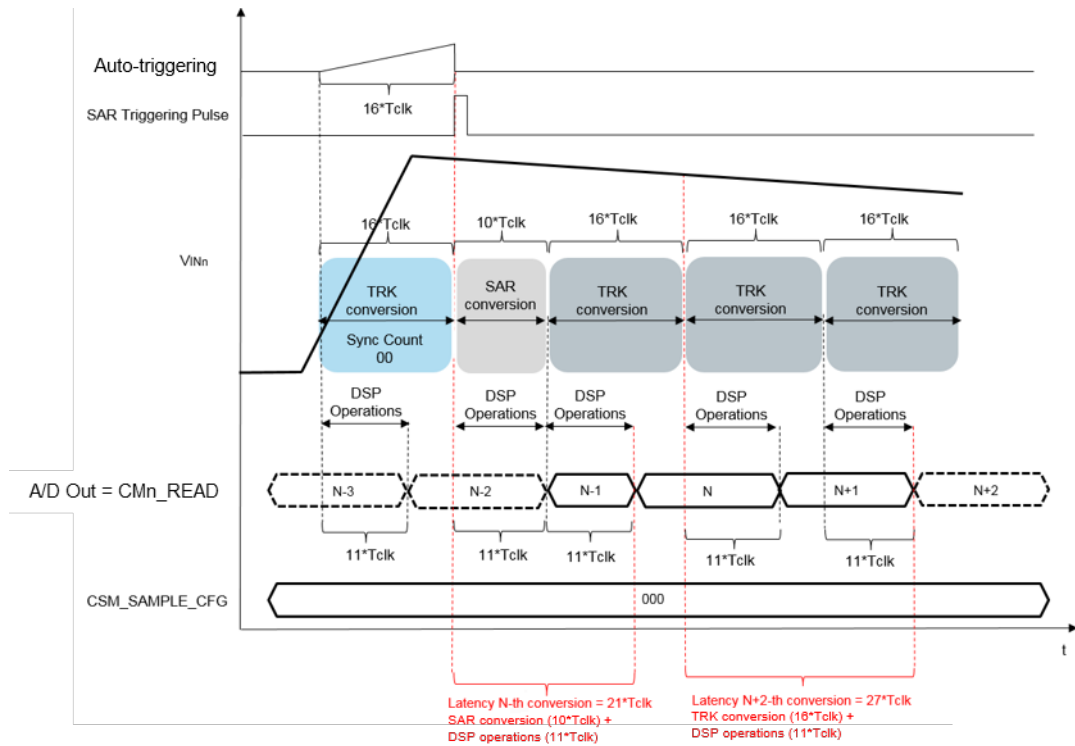 Auto-triggering
16*Tclk
SAR Triggering Pulse
16*Tclk
10*Tclk
16*Tclk
16*Tclk
16*Tclk
VINn
TRK
conversion
Sync Count
00
SAR
conversion
TRK
conversion
TRK
conversion
TRK
conversion
DSP
Operations
DSP
Operations
DSP
Operations
DSP
Operations
DSP
Operations
A/D Out = CMn_READ
N-3
N-2
N-1
N
N+1
N+2
11*Tclk
11*Tclk
11*Tclk
11*Tclk
11*Tclk
CSM_SAMPLE_CFG
000
t
Latency N-th conversion = 21*Tclk
SAR conversion (10*Tclk) +
DSP operations (11*Tclk)
Latency N+2-th conversion = 27*Tclk
TRK conversion (16*Tclk) +
DSP operations (11*Tclk)